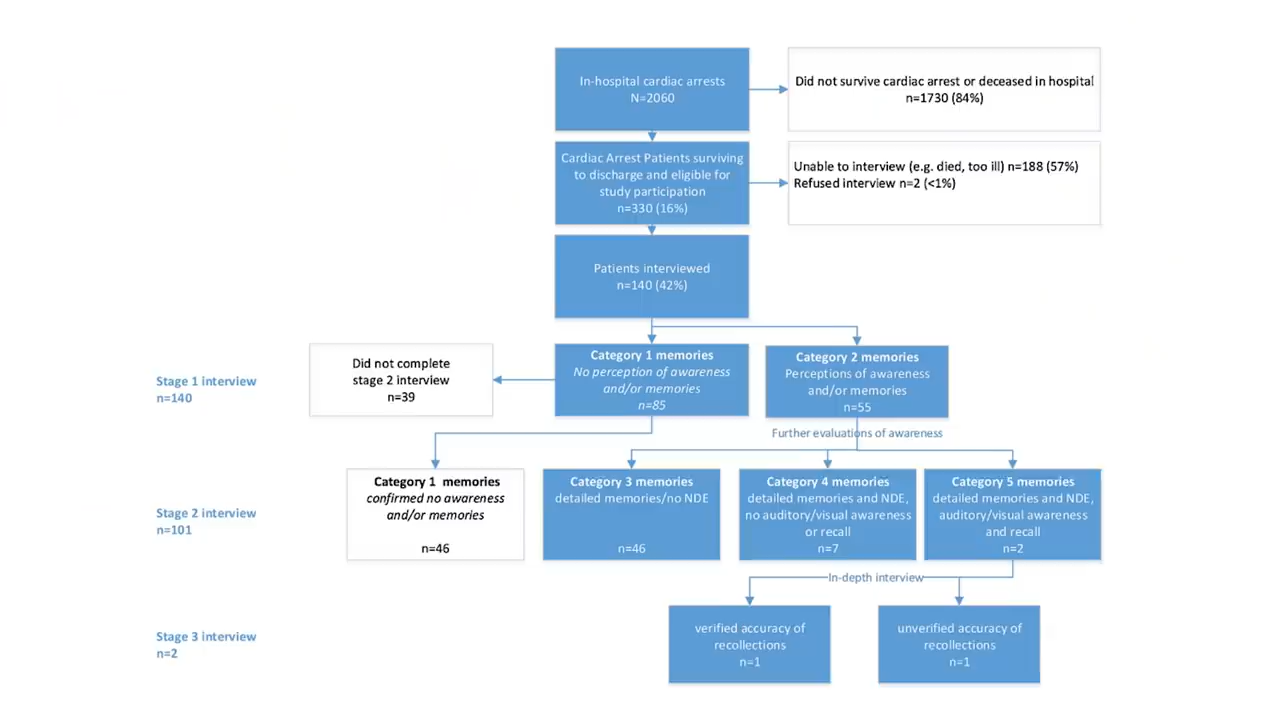 In-hospital cardiac arrests
N=2060
Did not survive cardiac arrest or deceased in hospital
n=1730 (84%)
Cardiac Arrest Patients surviving
to discharge and eligible for
study participation
n=330 (16%)
Unable to interview (e.g. died, too ill) n=188 (57%)
Refused interview n=2 (<1%)
Patients interviewed
n=140 (42%)
Stage 1 interview
n=140
Did not complete
stage 2 interview
n=39
Category 1 memories
No perception of awareness
and/or memories
n=85
Category 2 memories
Perceptions of awareness
and/or memories
n=55
Further evaluations of awareness
Stage 2 interview
n=101
Category 1 memories
confirmed no awareness
and/or memories
n=46
Category 3 memories
detailed memories/no NDE
n=46
Category 4 memories
detailed memories and NDE,
no auditory/visual awareness
or recall
n=7
Category 5 memories
detailed memories and NDE,
auditory/visual awareness
and recall
n=2
In-depth interview
Stage 3 interview
n=2
verified accuracy of
recollections
n=1
unverified accuracy of
recollections
n=1